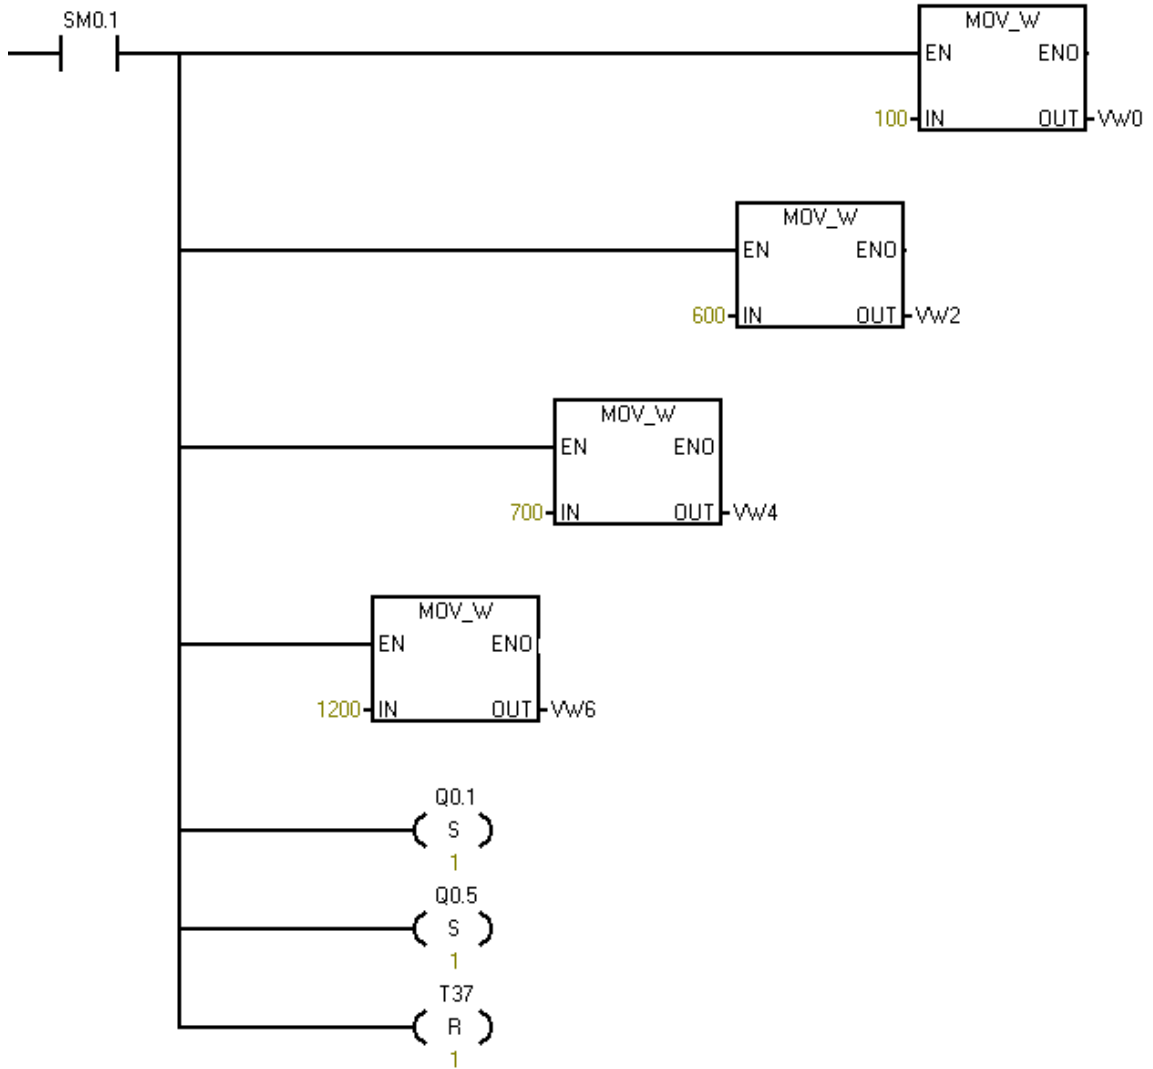 SM0.1
MOV_W
EN ENO
100 IN OUT VW0
MOV_W
EN ENO
600 IN OUT VW2
MOV_W
EN ENO
700 IN OUT VW4
MOV_W
EN ENO
1200 IN OUT VW6
Q0.1
S
1
Q0.5
S
1
T37
R
1